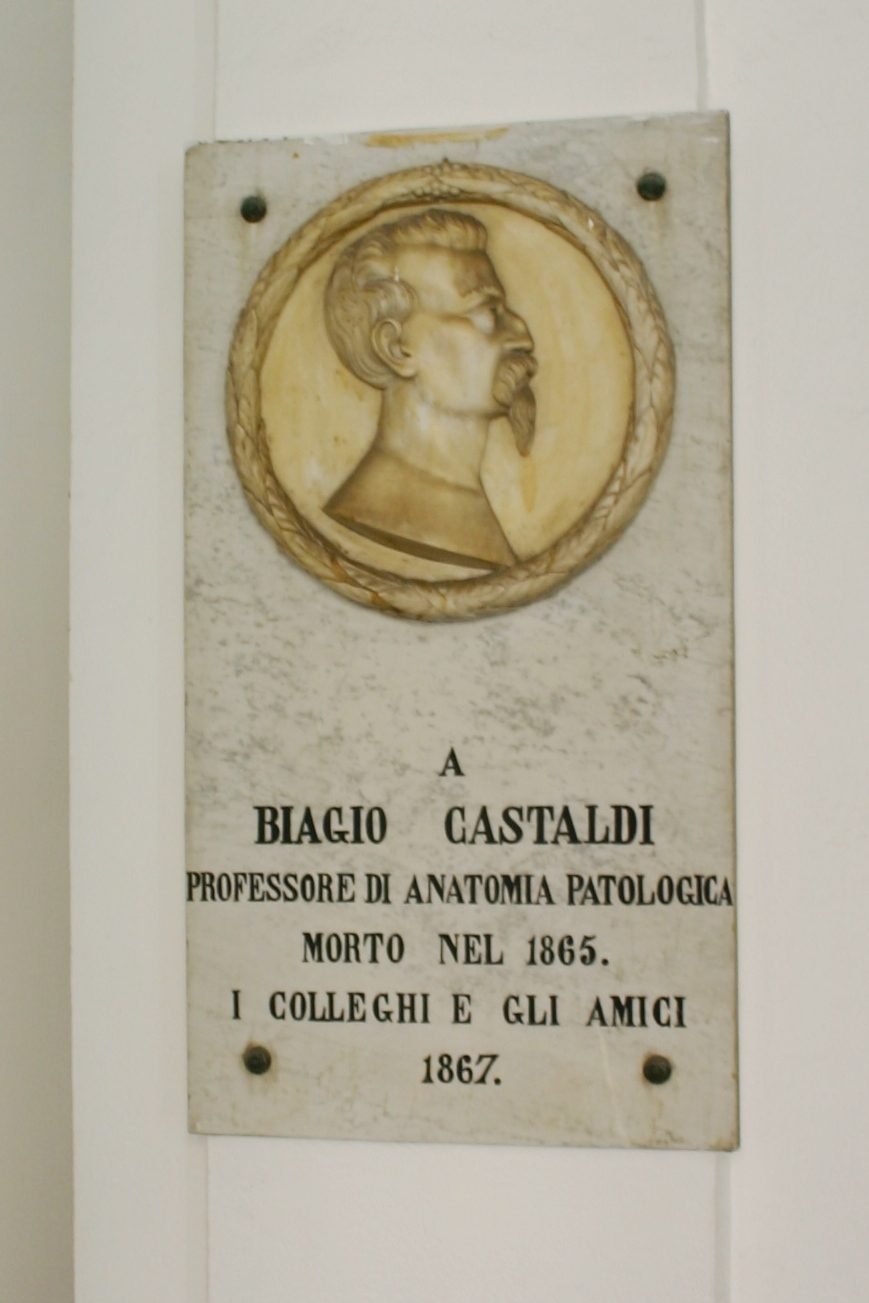 A
BIAGIO CASTALDI
PROFESSORE DI ANATOMIA PATOLOGICA
MORTO NEL 1865.
I COLLEGHI E GLI AMICI
1867.